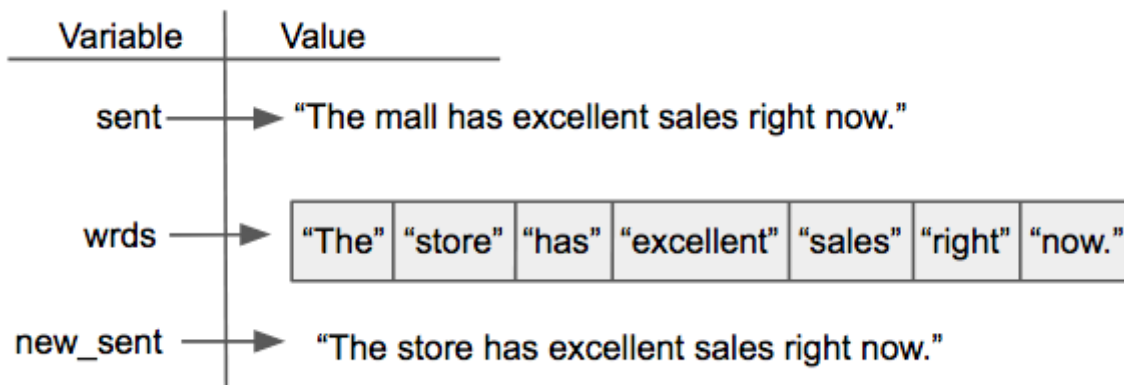 Variable Value
sent “The mall has excellent sales right now.”
wrds “The” “store” “has” “excellent” “sales” “right” “now.”
new_sent “The store has excellent sales right now.”